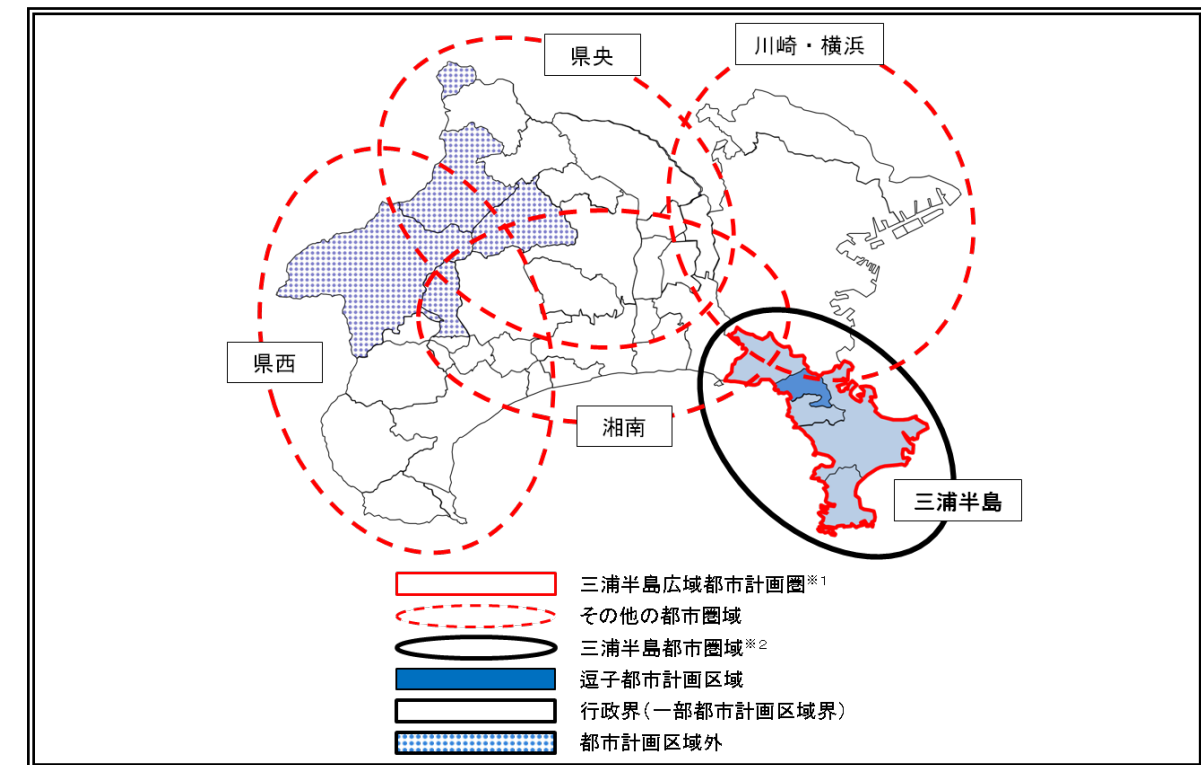 県央
川崎・横浜
県西
湘南
三浦半島
三浦半島広域都市計画圏※1
その他の都市圏域
三浦半島都市圏域※2
逗子都市計画区域
行政界(一部都市計画区域界)
都市計画区域外